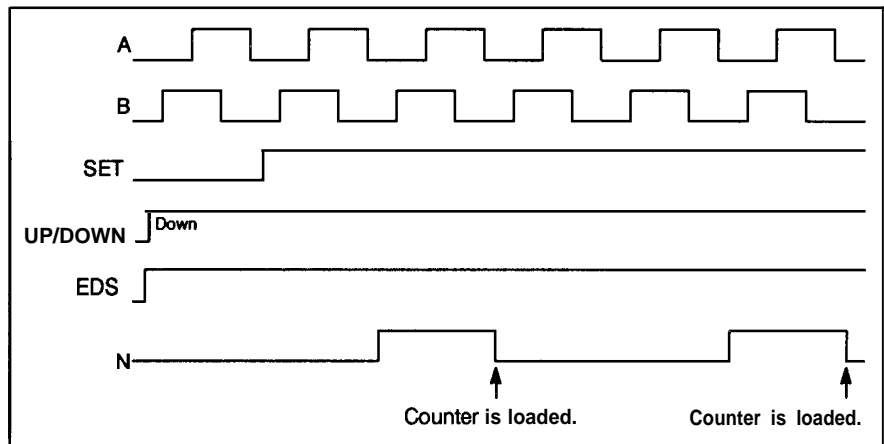 A
B
SET
UP/DOWN
Down
EDS
N
Counter is loaded.
Counter is loaded.